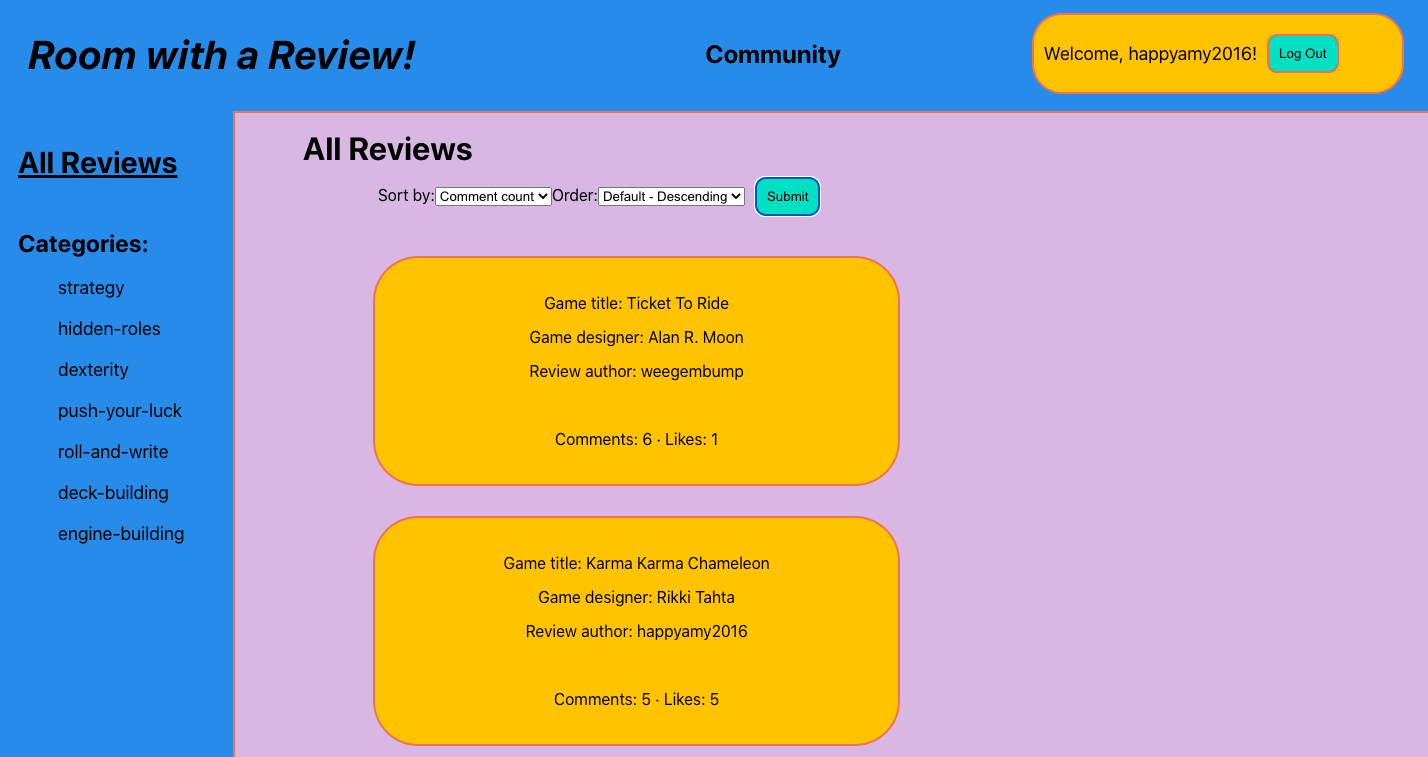 Room with a Review!
Community
Welcome, happyamy2016!
Log Out
All Reviews
Categories:
strategy
hidden-roles
dexterity
push-your-luck
roll-and-write
deck-building
engine-building
All Reviews
Sort by: Comment count Order: Default - Descending Submit
Game title: Ticket To Ride
Game designer: Alan R. Moon
Review author: weegembump
Comments: 6 · Likes: 1
Game title: Karma Karma Chameleon
Game designer: Rikki Tahta
Review author: happyamy2016
Comments: 5 · Likes: 5